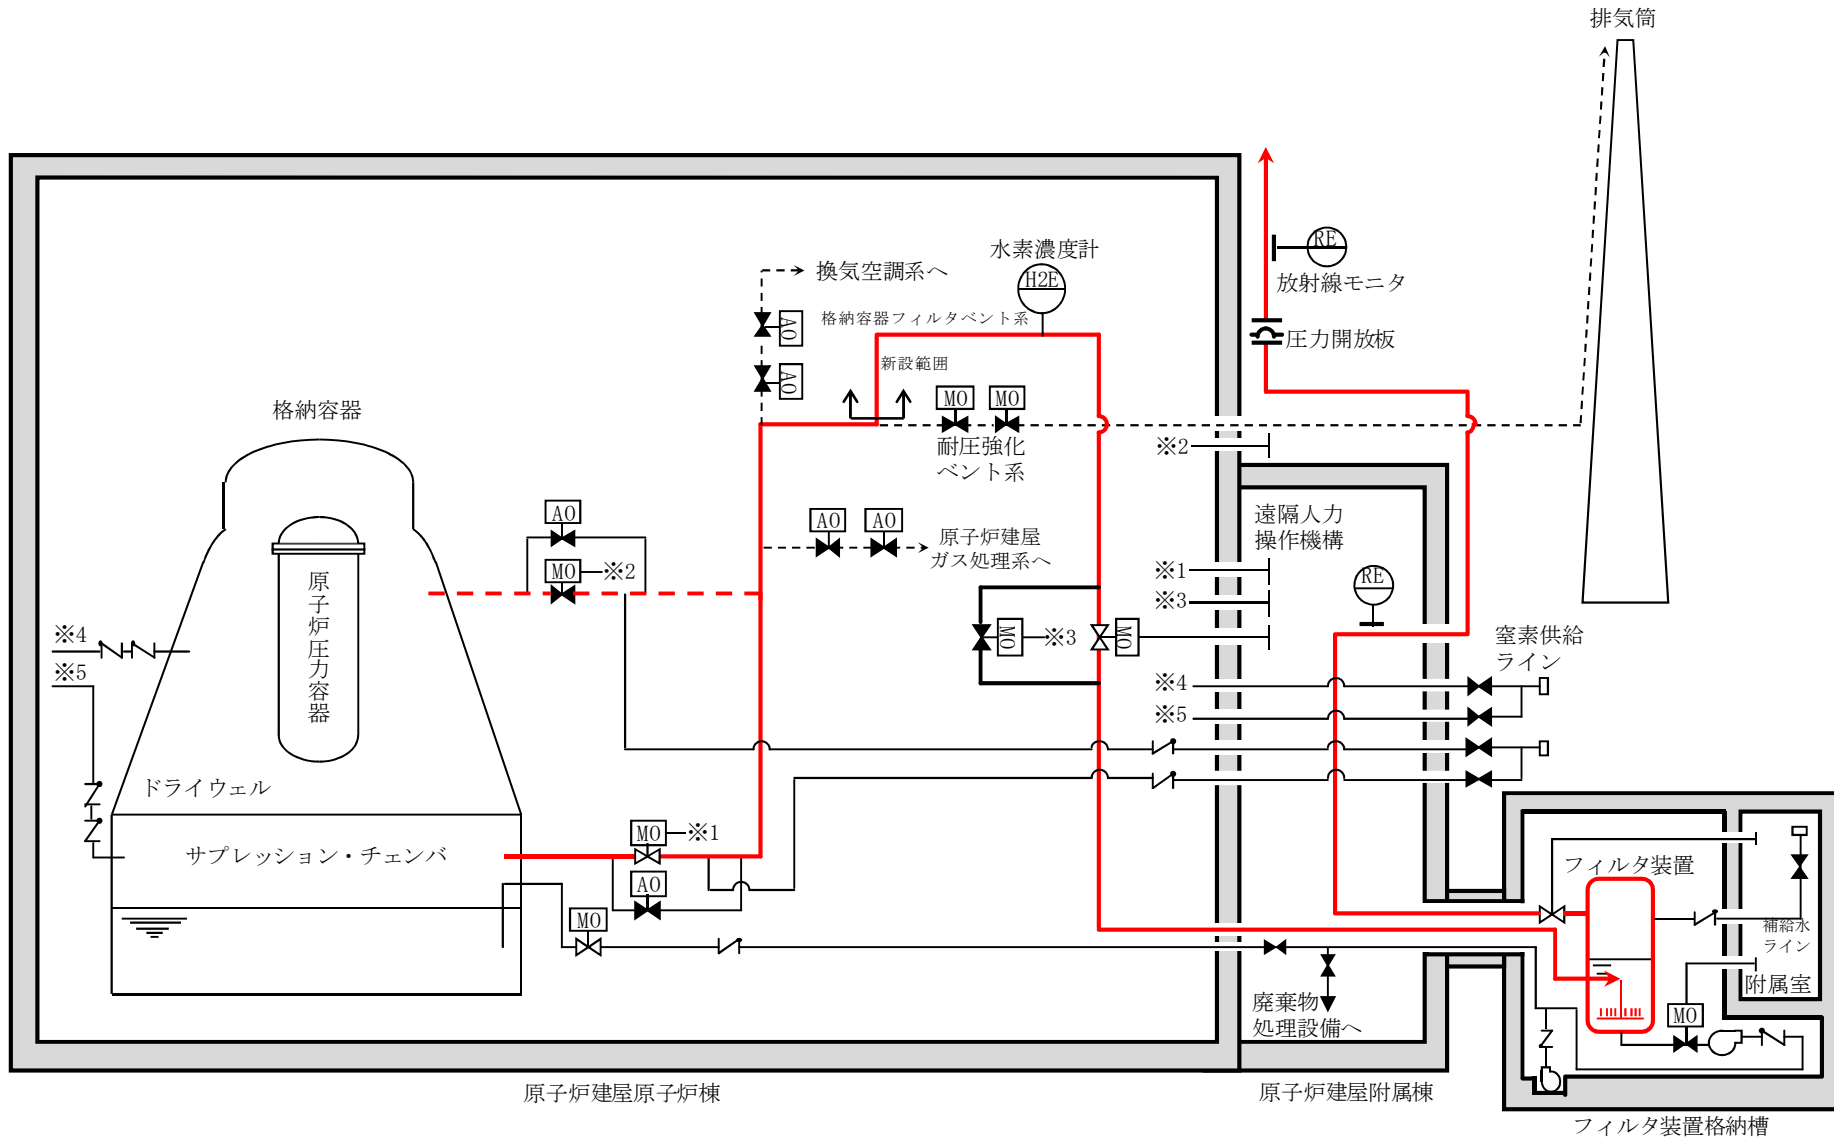 排気筒
水素濃度計
H2E
換気空調系へ
RE
放射線モニタ
格納容器フィルタベント系
AO
圧力開放板
新設範囲
AO
MO
MO
格納容器
耐圧強化
ベント系
※2
遠隔人力
操作機構
AO
AO
AO
原子炉建屋
ガス処理系へ
MO
※2
※1
RE
原子炉圧力容器
※3
※4
MO
※3
MO
窒素供給
ライン
※5
※4
※5
ドライウェル
MO
※1
サプレッション・チェンバ
フィルタ装置
AO
MO
補給水
ライン
附属室
廃棄物
処理設備へ
MO
原子炉建屋原子炉棟
原子炉建屋附属棟
フィルタ装置格納槽